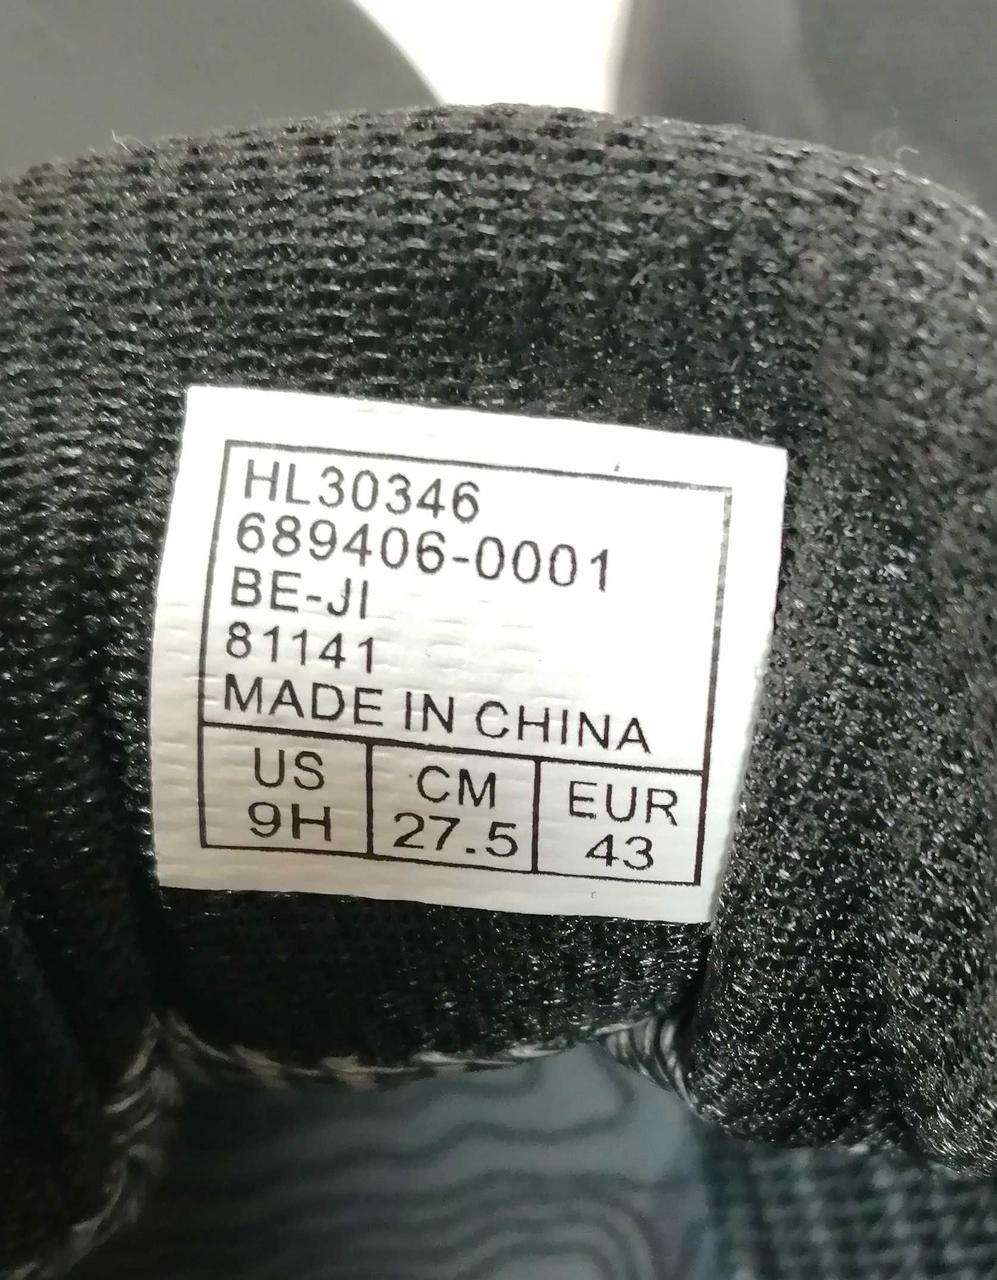 HL30346
689406-0001
BE-JI
81141
MADE IN CHINA
US CM EUR
9H 27.5 43